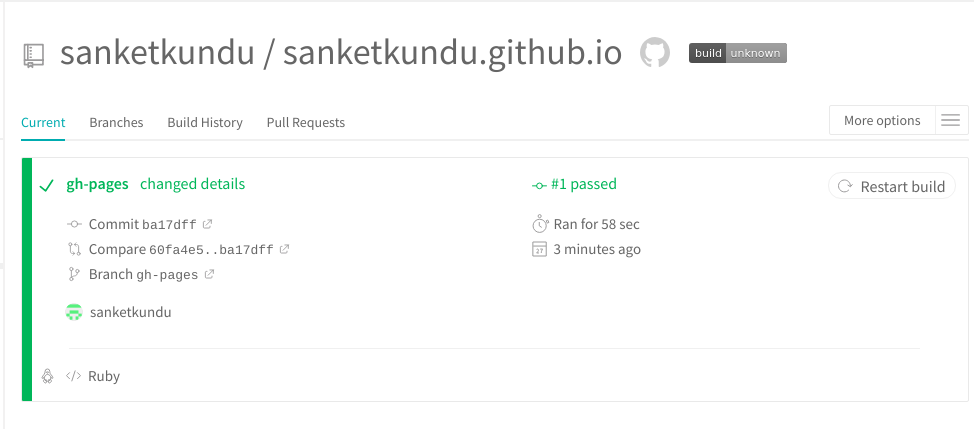 sanketkundu / sanketkundu.github.io build unknown
Current Branches Build History Pull Requests More options
gh-pages changed details #1 passed Restart build
Commit ba17dff Ran for 58 sec
Compare 60fa4e5..ba17dff 27 3 minutes ago
Branch gh-pages
sanketkundu
</> Ruby